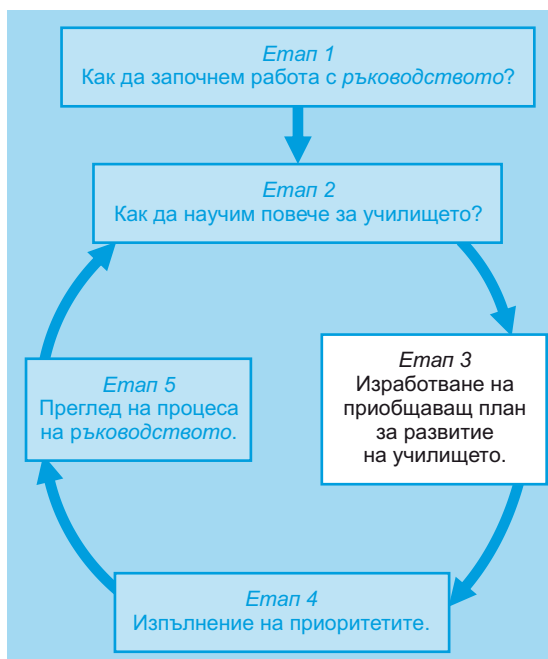 Етап 1
Как да започнем работа с ръководството?
Етап 2
Как да научим повече за училището?
Етап 3
Изработване на
приобщаващ план
за развитие
на училището.
Етап 5
Преглед на процеса
на ръководството.
Етап 4
Изпълнение на приоритетите.